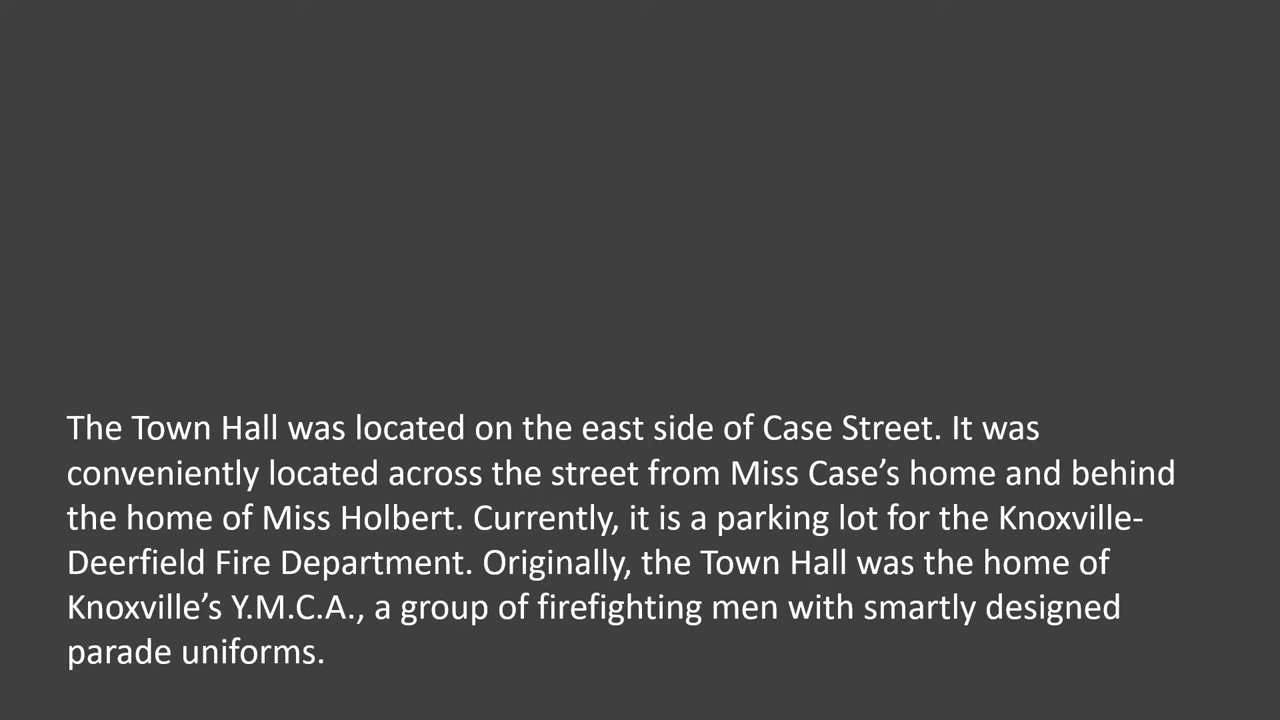 The Town Hall was located on the east side of Case Street. It was
conveniently located across the street from Miss Case’s home and behind
the home of Miss Holbert. Currently, it is a parking lot for the Knoxville-
Deerfield Fire Department. Originally, the Town Hall was the home of
Knoxville’s Y.M.C.A., a group of firefighting men with smartly designed
parade uniforms.